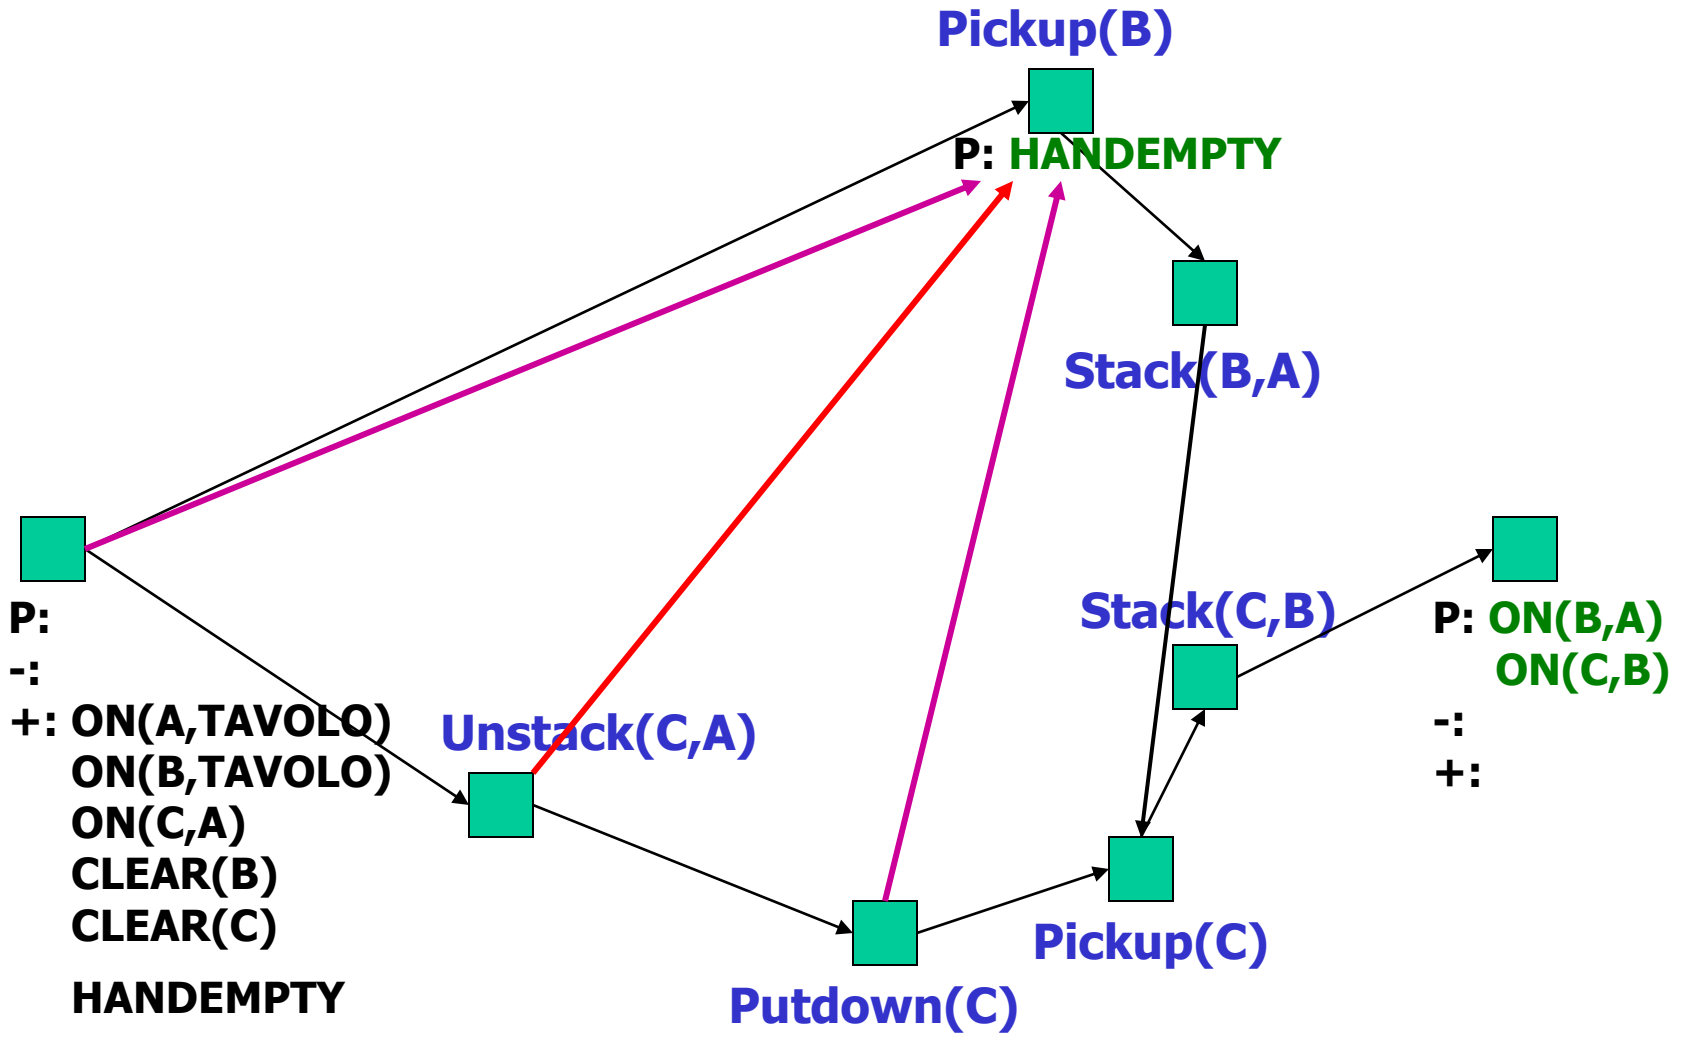 Pickup(B)
P: HANDEMPTY
Stack(B,A)
Stack(C,B)
P:
-:
+: ON(A,TAVOLO)
ON(B,TAVOLO)
ON(C,A)
CLEAR(B)
CLEAR(C)
HANDEMPTY
Unstack(C,A)
Putdown(C)
Pickup(C)
P: ON(B,A)
ON(C,B)
-:
+: